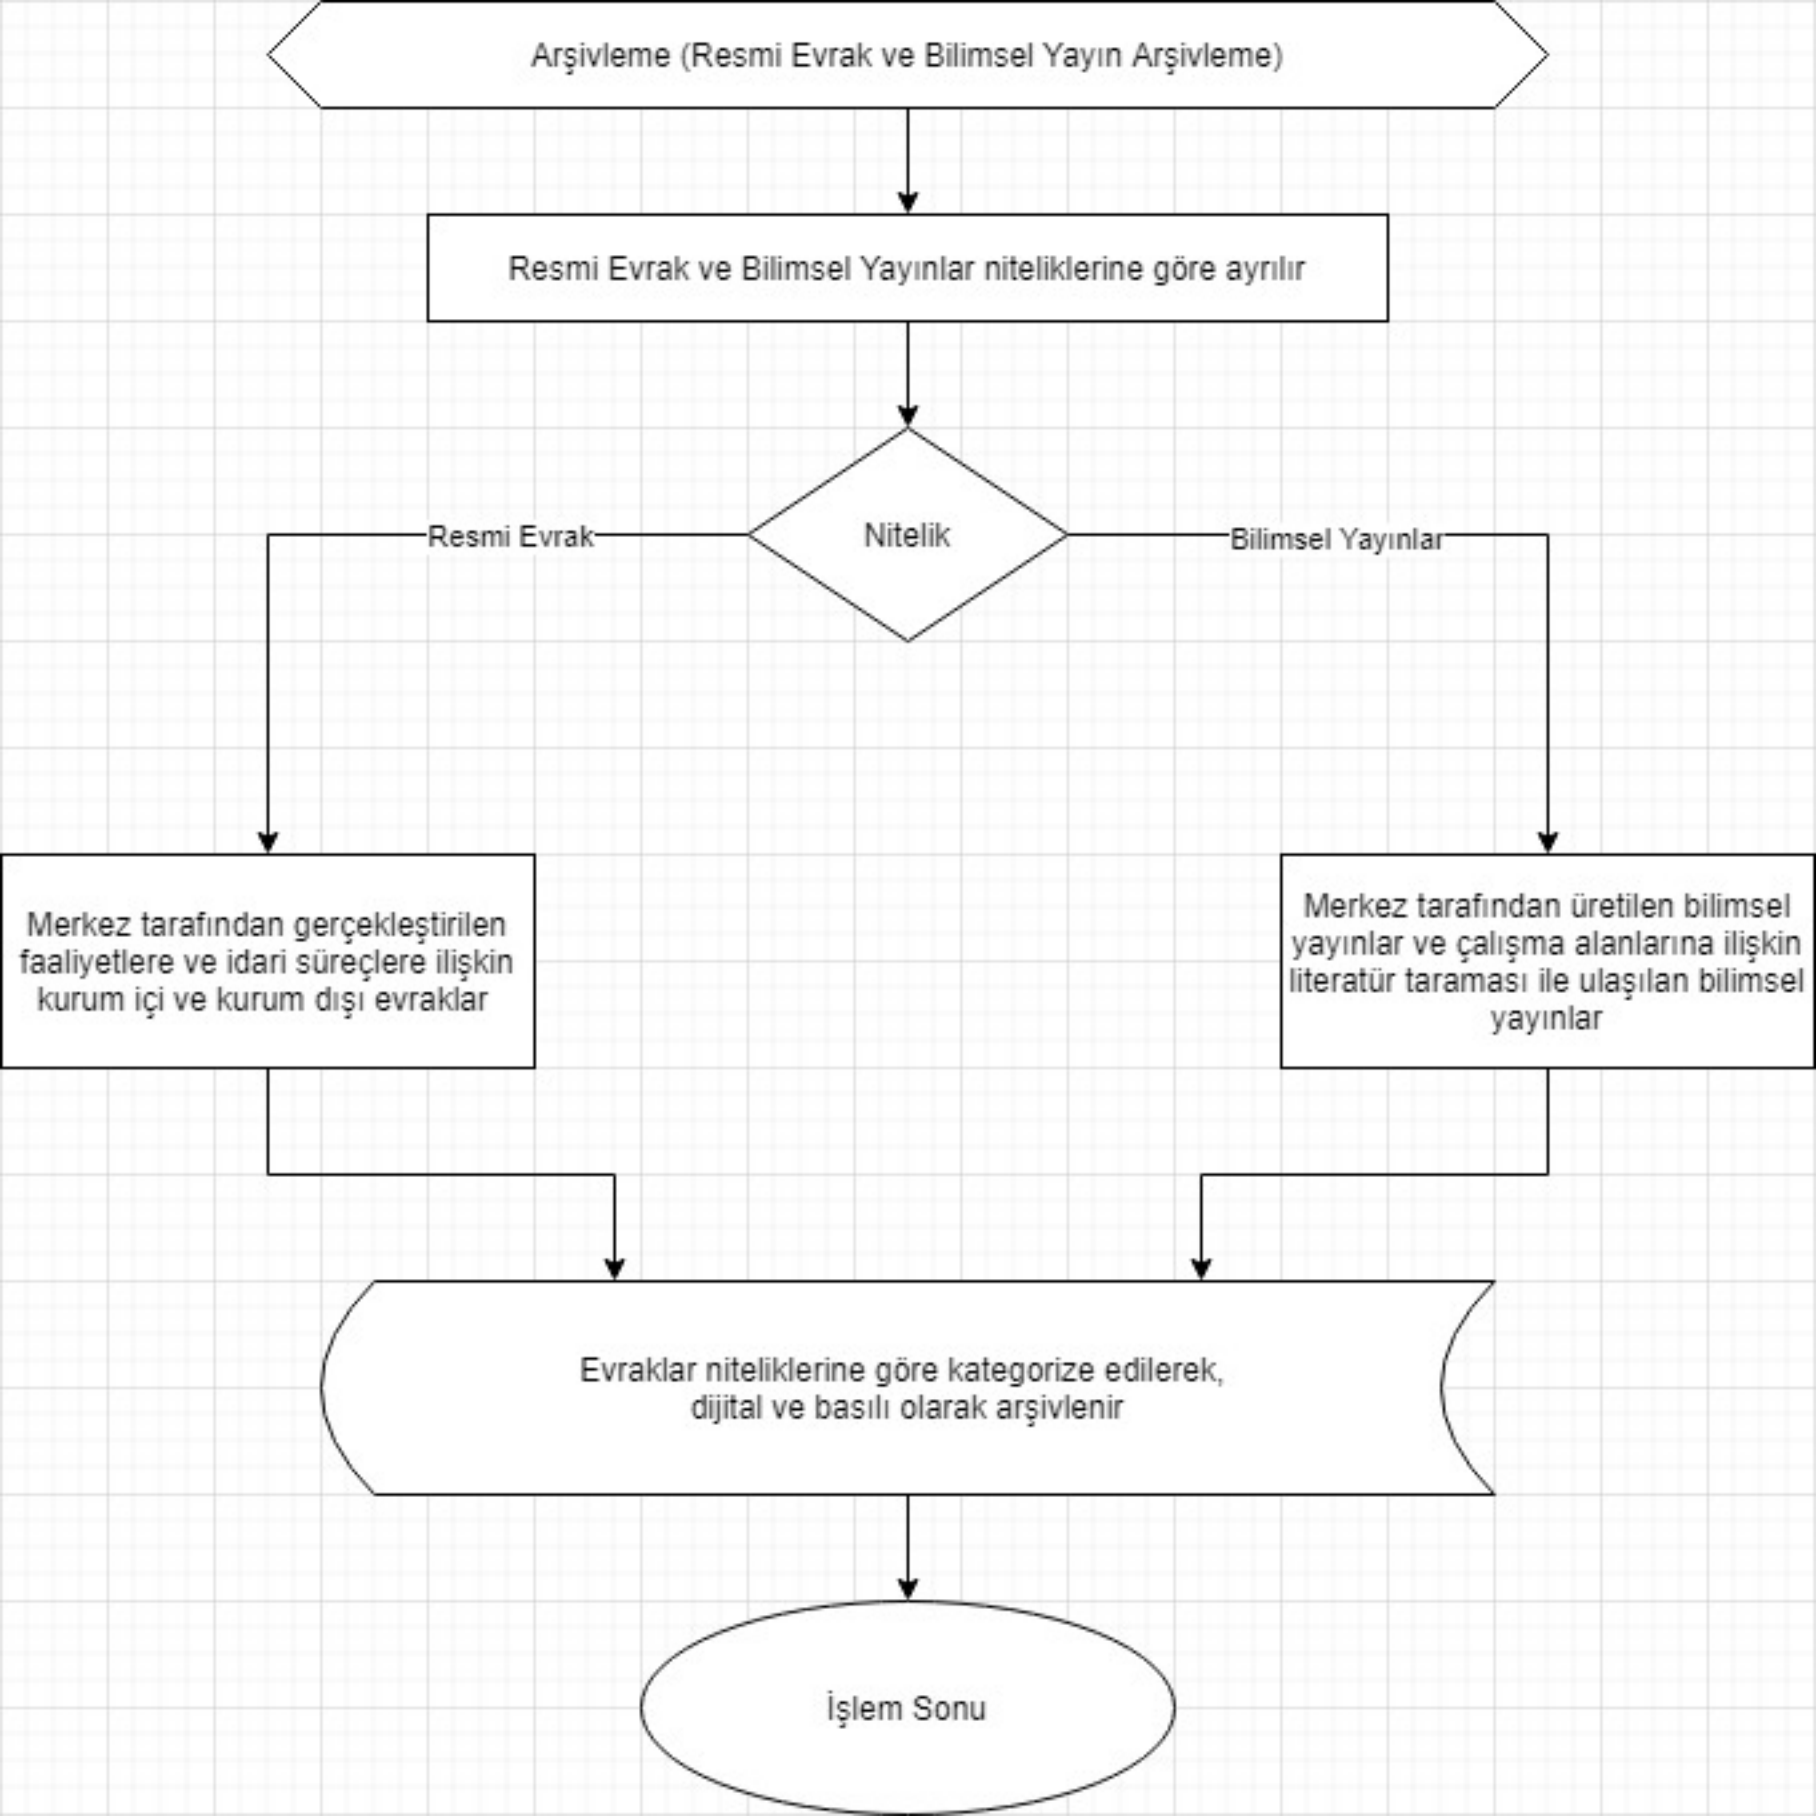 Arşivleme (Resmi Evrak ve Bilimsel Yayın Arşivleme)
Resmi Evrak ve Bilimsel Yayınlar niteliklerine göre ayrılır
Nitelik
Resmi Evrak
Bilimsel Yayınlar
Merkez tarafından gerçekleştirilen
faaliyetlere ve idari süreçlere ilişkin
kurum içi ve kurum dışı evraklar
Merkez tarafından üretilen bilimsel
yayınlar ve çalışma alanlarına ilişkin
literatür taraması ile ulaşılan bilimsel
yayınlar
Evraklar niteliklerine göre kategorize edilerek,
dijital ve basılı olarak arşivlenir
İşlem Sonu